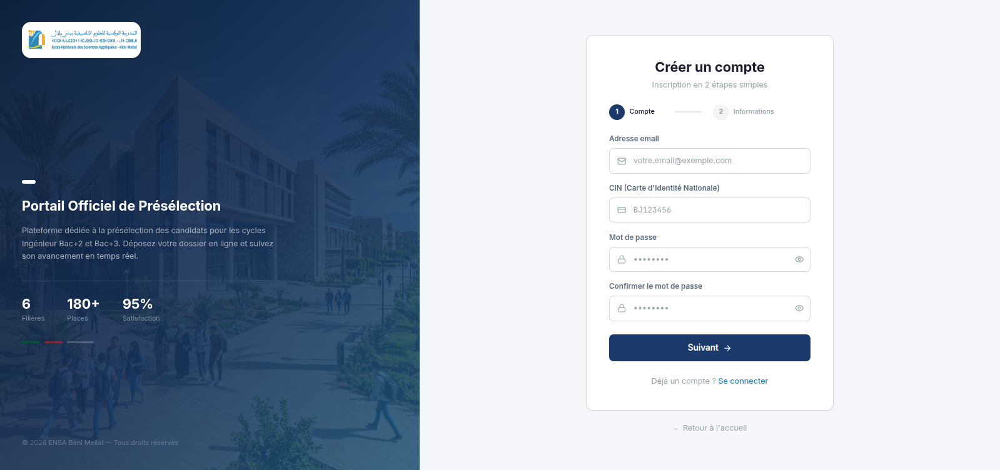 المدرسة الوطنية للعلوم التطبيقية ببني ملال
Ecole Nationale des Sciences Appliquées - Béni Mellal
Portail Officiel de Présélection
Plateforme dédiée à la présélection des candidats pour les cycles
Ingénieur Bac+2 et Bac+3. Déposez votre dossier en ligne et suivez
son avancement en temps réel.
6 180+ 95%
Filières Places Satisfaction
© 2026 ENSA Béni Mellal — Tous droits réservés
Créer un compte
Inscription en 2 étapes simples
1 Compte 2 Informations
Adresse email
votre.email@exemple.com
CIN (Carte d'Identité Nationale)
BJ123456
Mot de passe
••••••••
Confirmer le mot de passe
••••••••
Suivant →
Déjà un compte ? Se connecter
← Retour à l'accueil